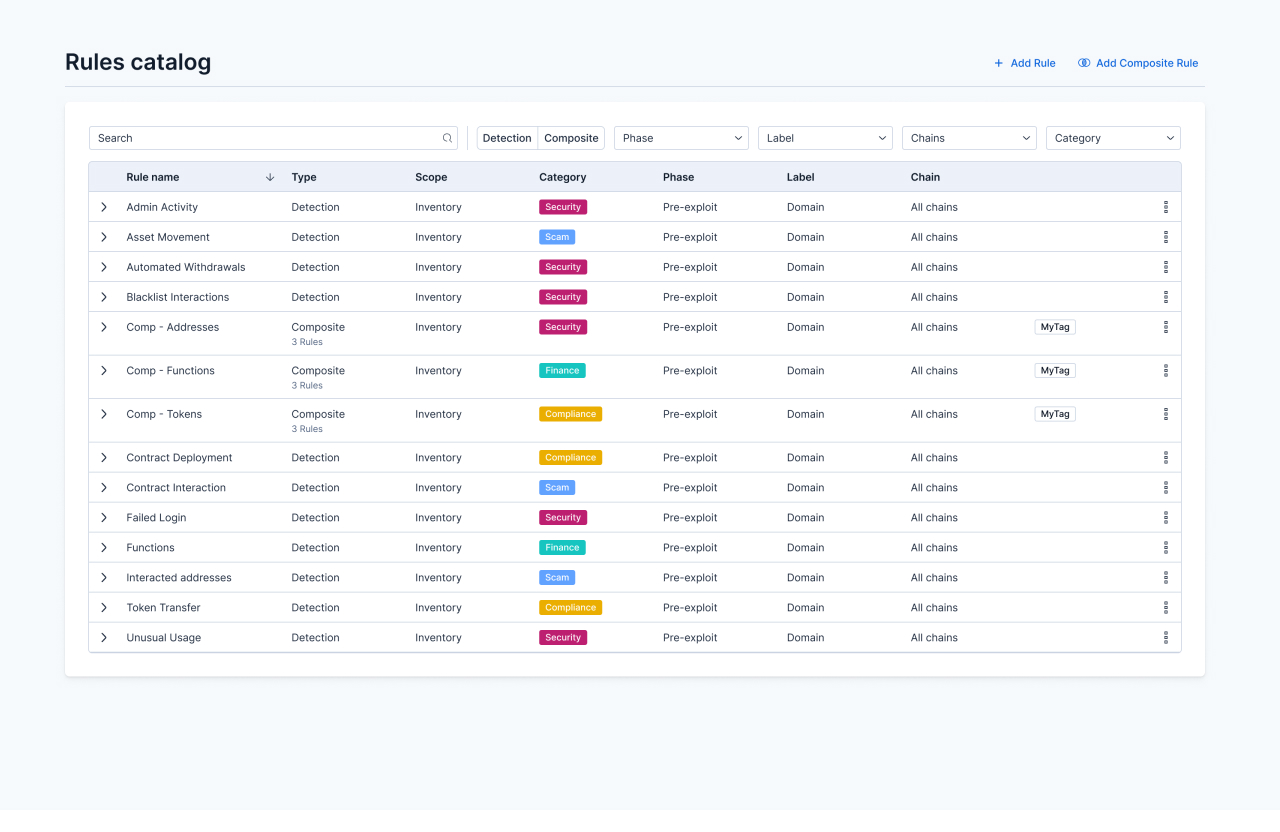 Rules catalog
+ Add Rule Add Composite Rule
Search Detection Composite Phase Label Chains Category
Rule name Type Scope Category Phase Label Chain
Admin Activity Detection Inventory Security Pre-exploit Domain All chains
Asset Movement Detection Inventory Scam Pre-exploit Domain All chains
Automated Withdrawals Detection Inventory Security Pre-exploit Domain All chains
Blacklist Interactions Detection Inventory Security Pre-exploit Domain All chains
Comp - Addresses Composite Inventory Security Pre-exploit Domain All chains MyTag
3 Rules
Comp - Functions Composite Inventory Finance Pre-exploit Domain All chains MyTag
3 Rules
Comp - Tokens Composite Inventory Compliance Pre-exploit Domain All chains MyTag
3 Rules
Contract Deployment Detection Inventory Compliance Pre-exploit Domain All chains
Contract Interaction Detection Inventory Scam Pre-exploit Domain All chains
Failed Login Detection Inventory Security Pre-exploit Domain All chains
Functions Detection Inventory Finance Pre-exploit Domain All chains
Interacted addresses Detection Inventory Scam Pre-exploit Domain All chains
Token Transfer Detection Inventory Compliance Pre-exploit Domain All chains
Unusual Usage Detection Inventory Security Pre-exploit Domain All chains